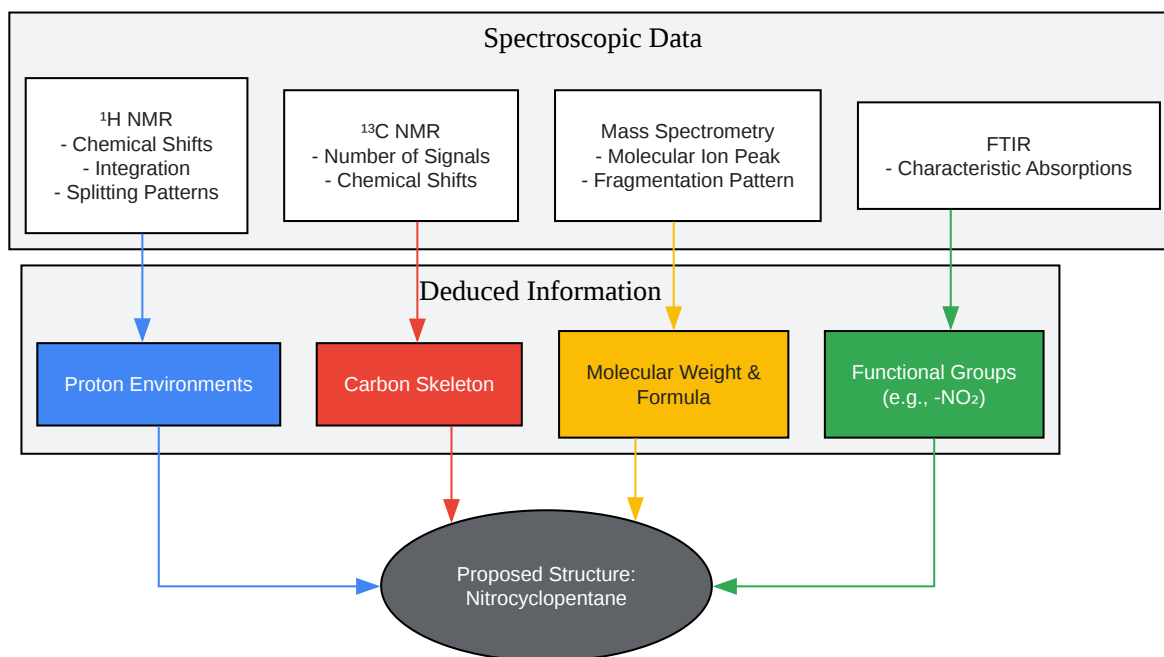 Spectroscopic Data
¹H NMR
- Chemical Shifts
- Integration
- Splitting Patterns
¹³C NMR
- Number of Signals
- Chemical Shifts
Mass Spectrometry
- Molecular Ion Peak
- Fragmentation Pattern
FTIR
- Characteristic Absorptions
Deduced Information
Proton Environments
Carbon Skeleton
Molecular Weight &
Formula
Functional Groups
(e.g., -NO₂)
Proposed Structure:
Nitrocyclopentane